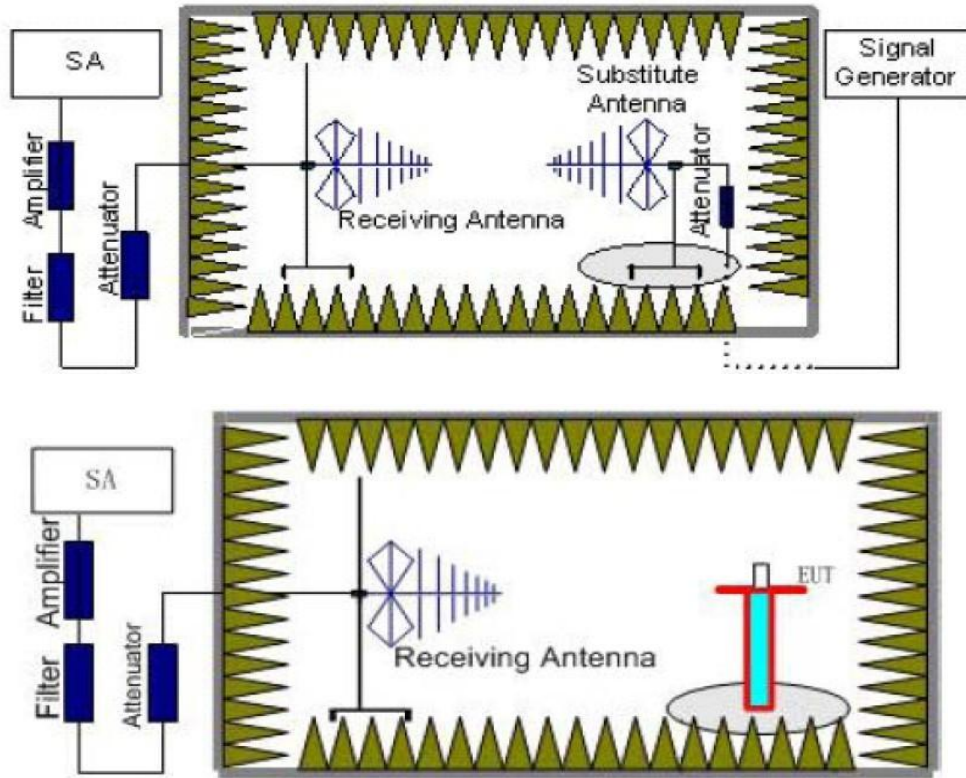 SA
Signal
Generator
Substitute
Antenna
Amplifier
Attenuator
Attenuator
Filter
Receiving Antenna
SA
EUT
Amplifier
Filter
Attenuator
Receiving Antenna